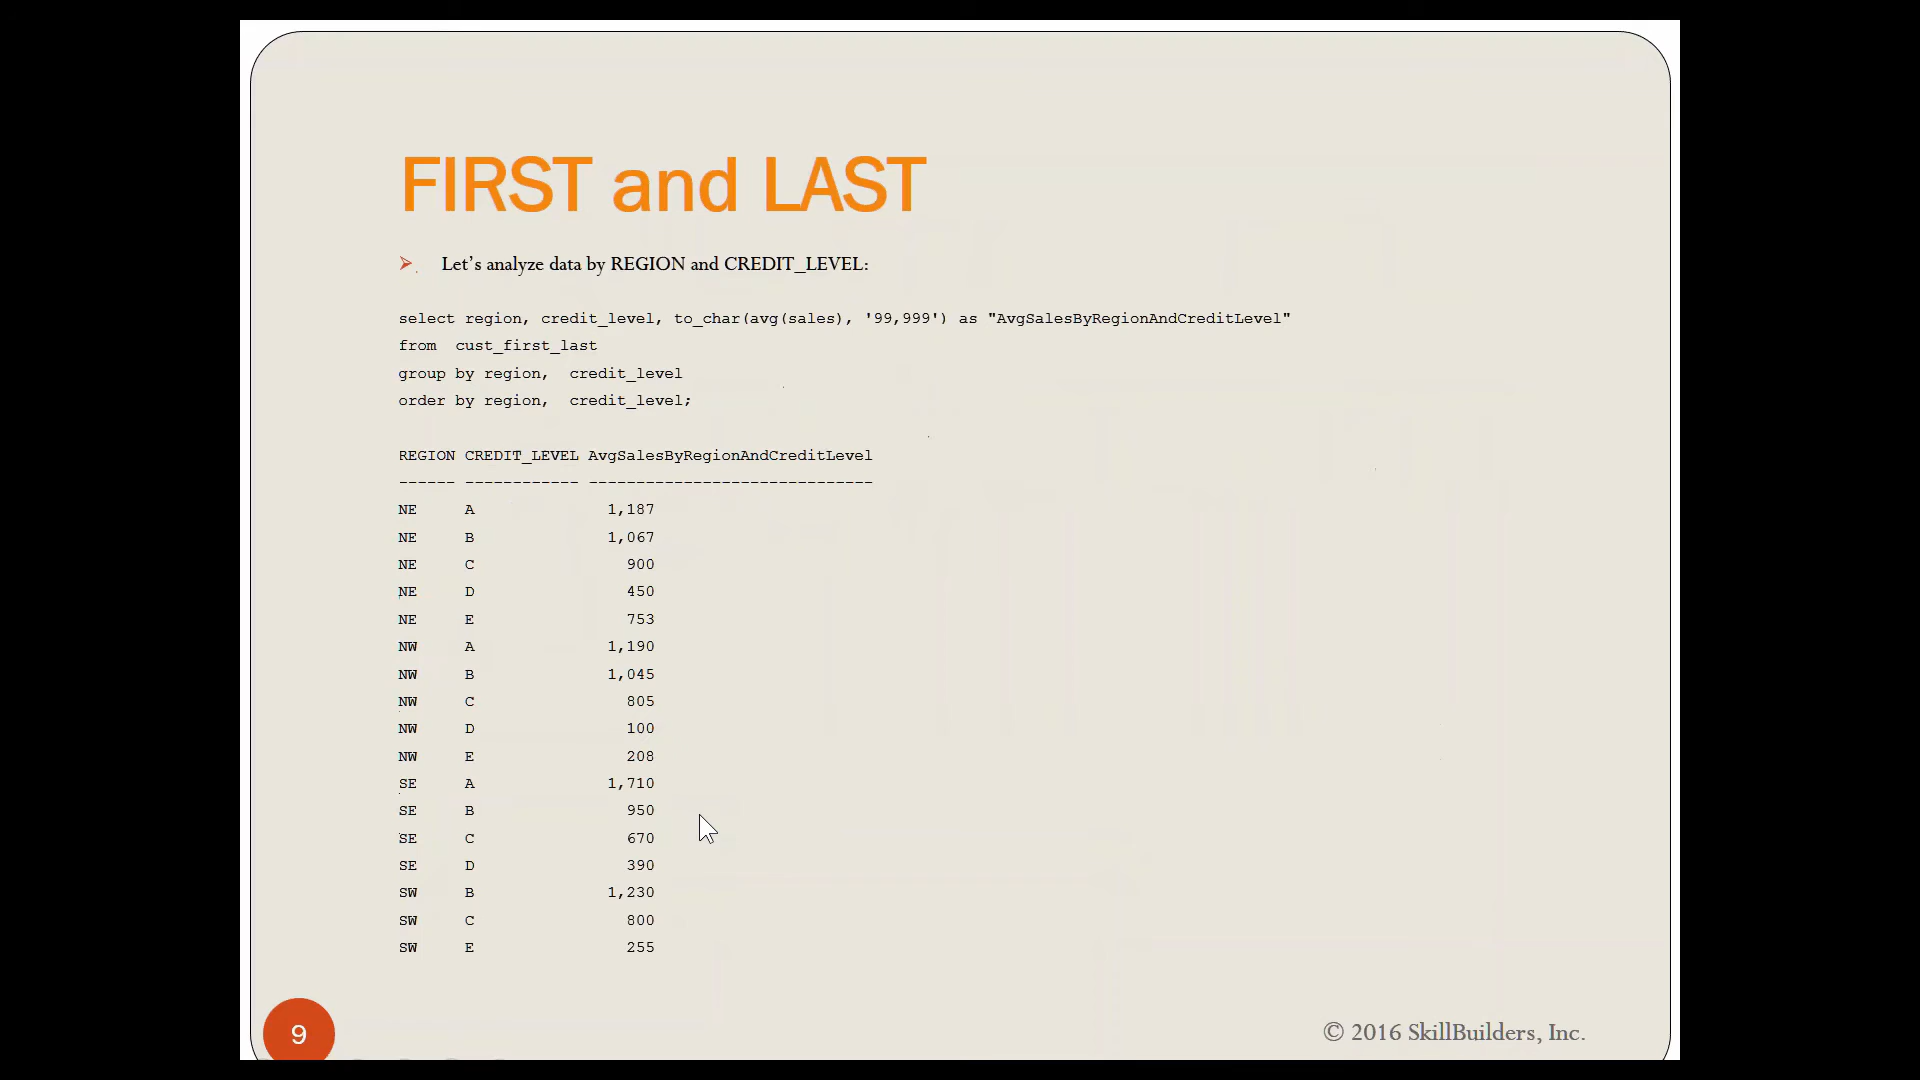 FIRST and LAST
Let's analyze data by REGION and CREDIT_LEVEL:
select region, credit_level, to_char(avg(sales), '99,999') as "AvgSalesByRegionAndCreditLevel"
from  cust_first_last
group by region,  credit_level
order by region,  credit_level;
REGION CREDIT_LEVEL AvgSalesByRegionAndCreditLevel
------ ------------ ------------------------------
NE     A              1,187
NE     B              1,067
NE     C                900
NE     D                450
NE     E                753
NW     A              1,190
NW     B              1,045
NW     C                805
NW     D                100
NW     E                208
SE     A              1,710
SE     B                950
SE     C                670
SE     D                390
SW     B              1,230
SW     C                800
SW     E                255
9
© 2016 SkillBuilders, Inc.